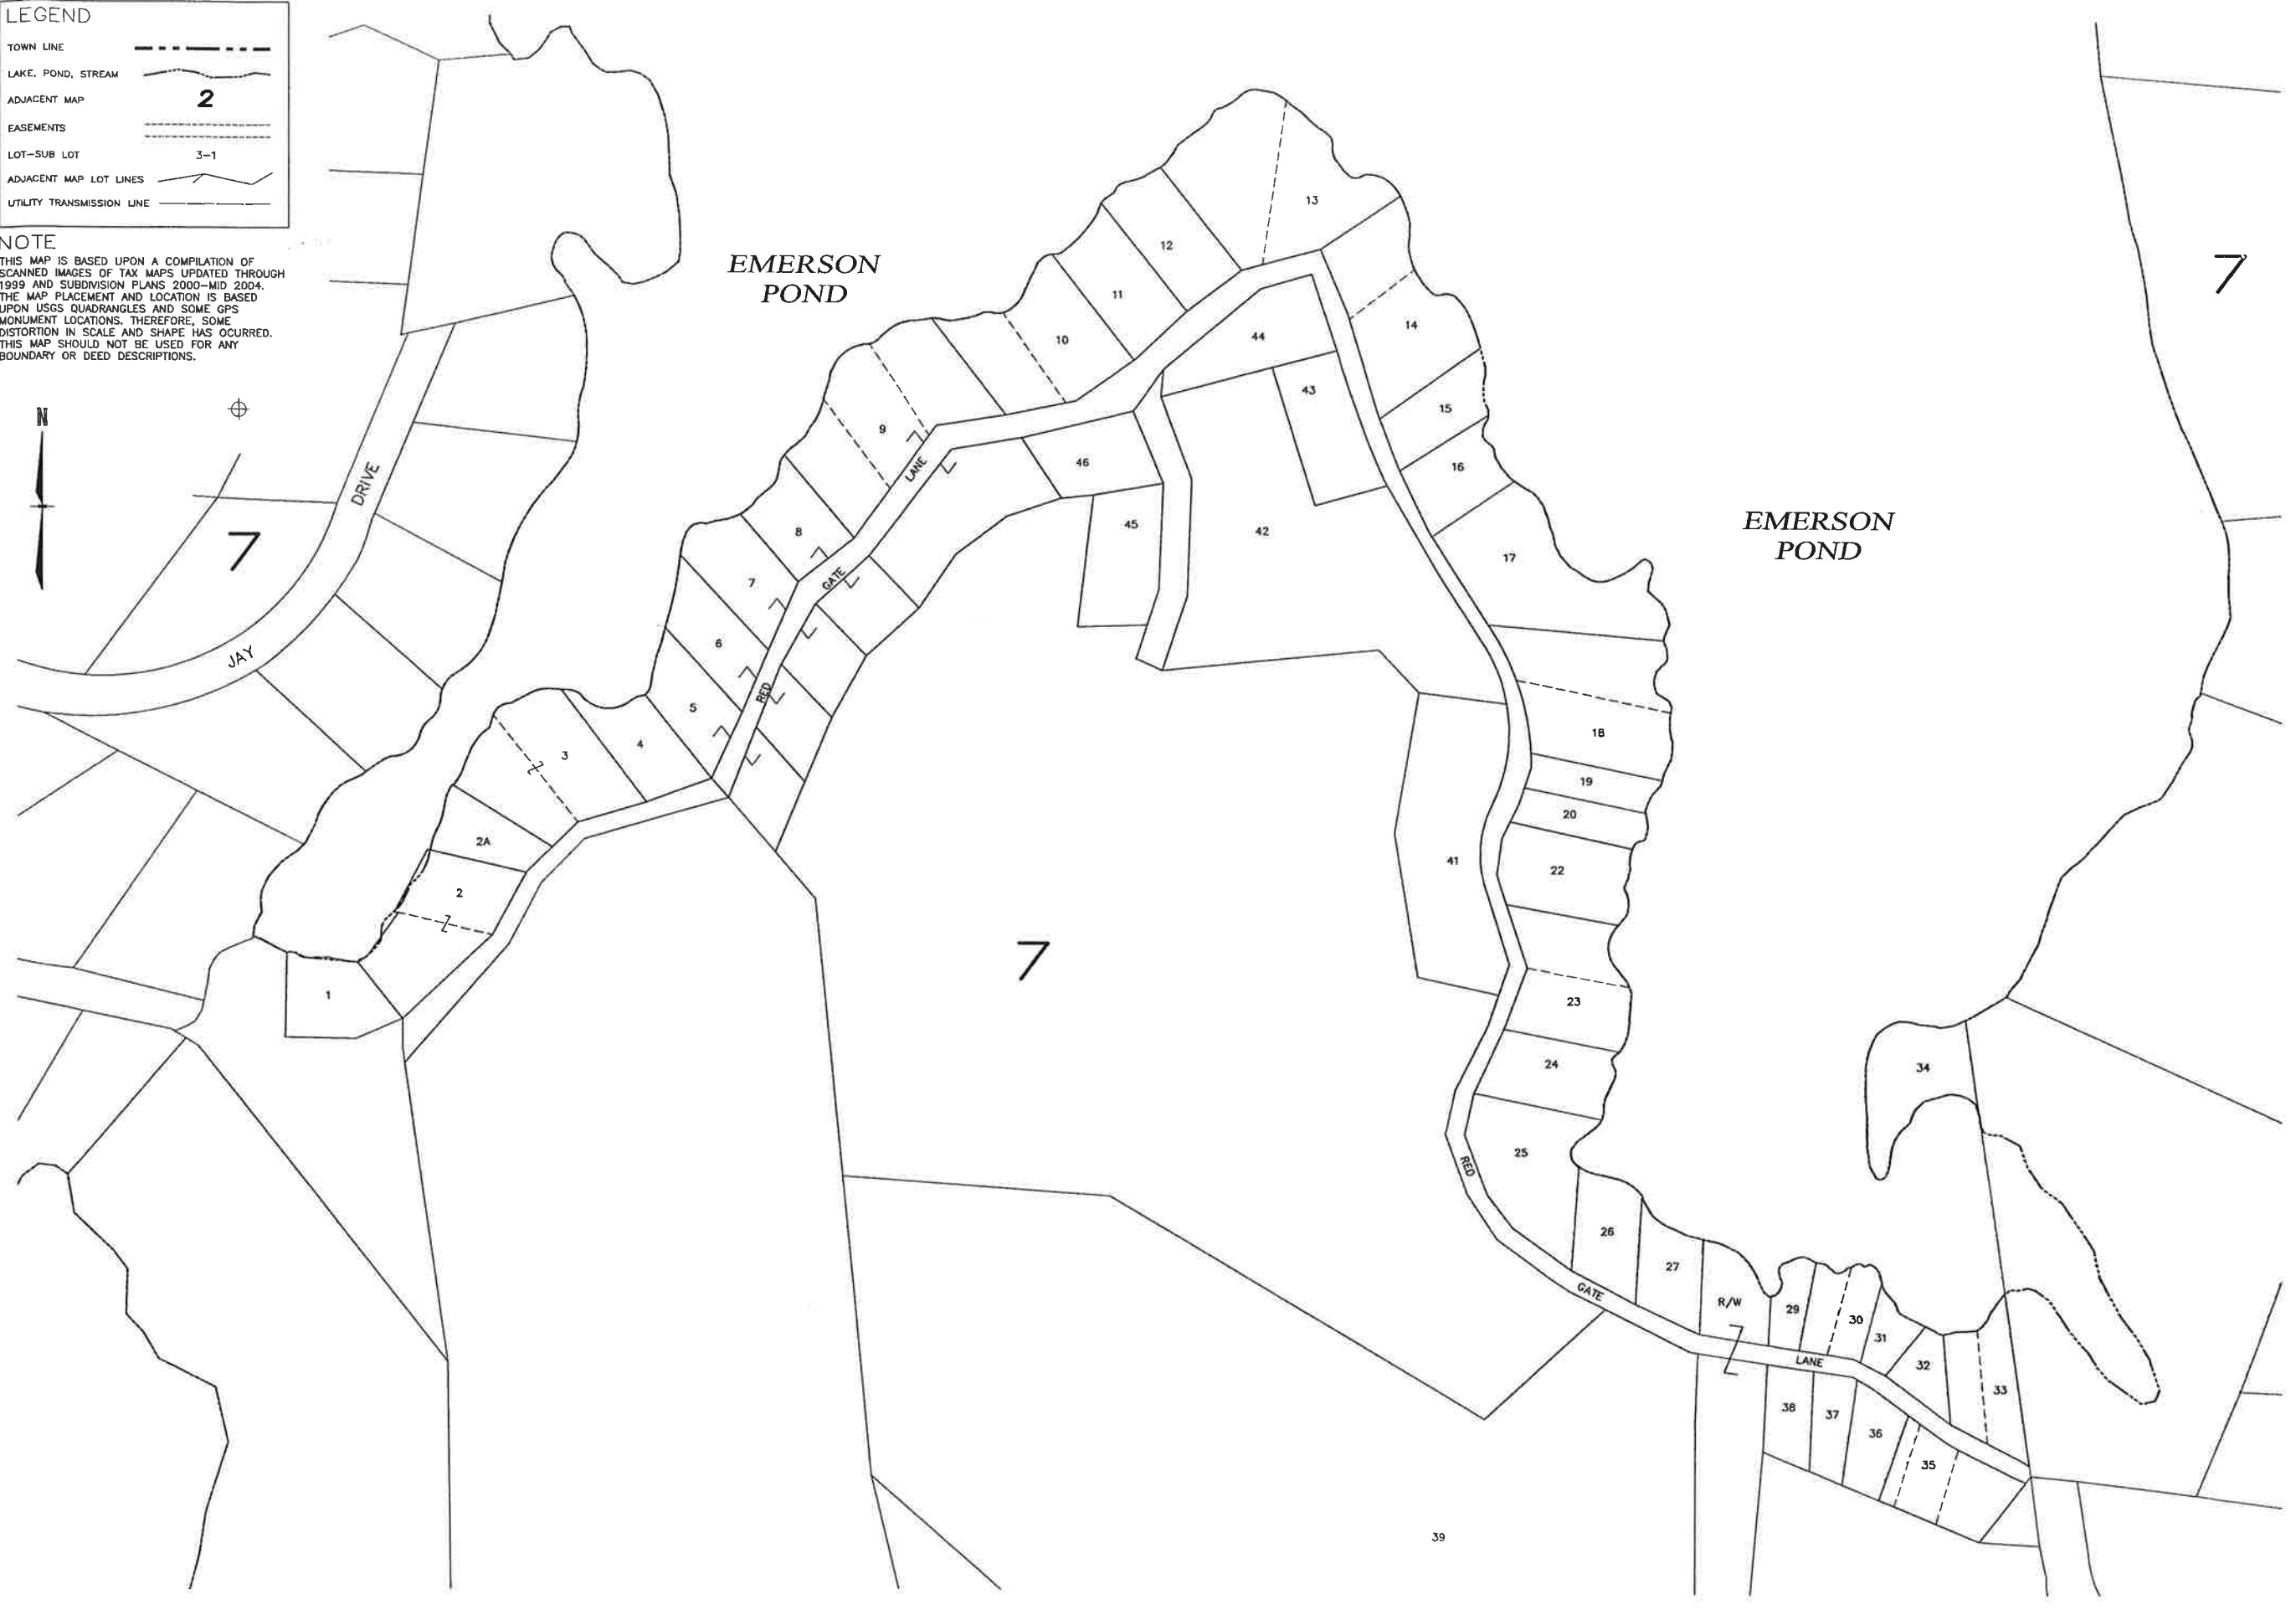 LEGEND
TOWN LINE
LAKE, POND, STREAM
ADJACENT MAP 2
EASEMENTS
LOT-SUB LOT 3-1
ADJACENT MAP LOT LINES
UTILITY TRANSMISSION LINE
NOTE
THIS MAP IS BASED UPON A COMPILATION OF
SCANNED IMAGES OF TAX MAPS UPDATED THROUGH
1999 AND SUBDIVISION PLANS 2000-MID 2004.
THE MAP PLACEMENT AND LOCATION IS BASED
UPON USGS QUADRANGLES AND SOME GPS
MONUMENT LOCATIONS. THEREFORE, SOME
DISTORTION IN SCALE AND SHAPE HAS OCURRED.
THIS MAP SHOULD NOT BE USED FOR ANY
BOUNDARY OR DEED DESCRIPTIONS.
N
7
DRIVE
JAY
EMERSON
POND
EMERSON
POND
7
7
1
2
2A
3
4
5
6
7
8
9
10
11
12
13
14
15
16
17
18
19
20
22
23
24
25
26
27
R/W
29
30
31
32
33
34
35
36
37
38
39
41
42
43
44
45
46
RED
GATE
LANE
RED
GATE
LANE